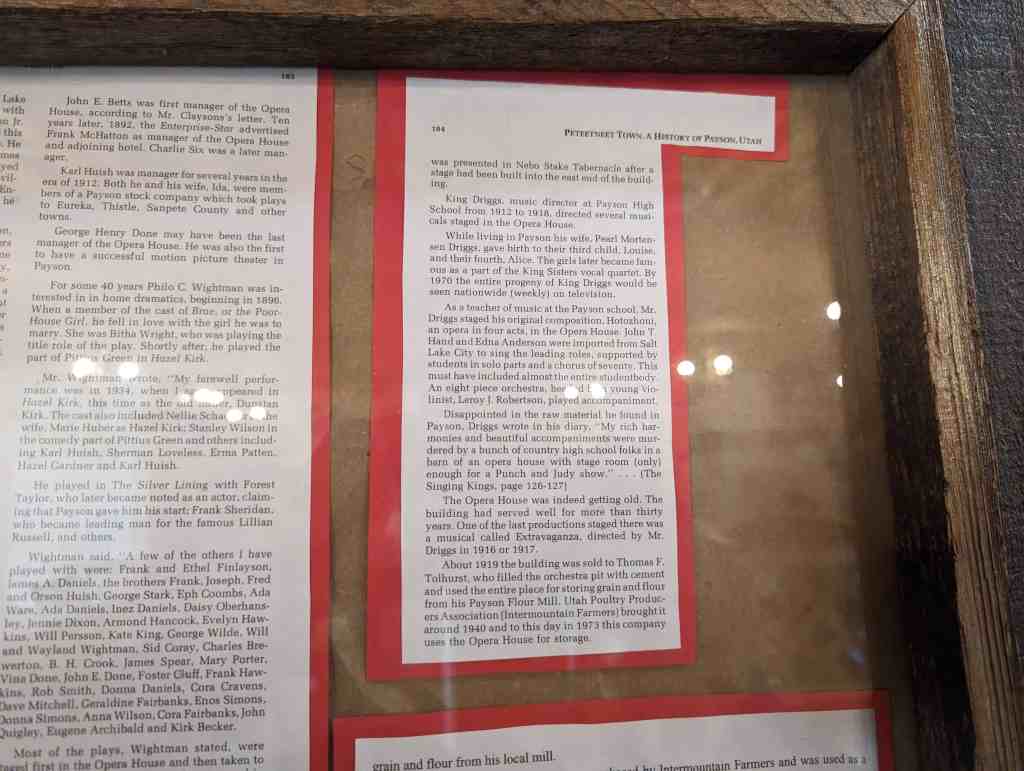 183
Lake
with
n Jr.
this
. He
mes
yed
vil-
En-
he
John E. Betts was first manager of the Opera
House, according to Mr. Claysons's letter. Ten
years later, 1892, the Enterprise-Star advertised
Frank McHatton as manager of the Opera House
and adjoining hotel. Charlie Six was a later man-
ager.
Karl Huish was manager for several years in the
era of 1912. Both he and his wife, Ida, were mem-
bers of a Payson stock company which took plays
to Eureka, Thistle, Sanpete County and other
towns.
George Henry Done may have been the last
manager of the Opera House. He was also the first
to have a successful motion picture theater in
Payson.
For some 40 years Philo C. Wightman was in-
terested in in home dramatics, beginning in 1896.
When a member of the cast of Brae, or the Poor-
House Girl, he fell in love with the girl he was to
marry. She was Bitha Wright, who was playing the
title role of the play. Shortly after, he played the
part of Pittius Green in Hazel Kirk.
Mr. Wightman wrote, "My farewell perfor-
mance was in 1934, when I appeared in
Hazel Kirk, this time as the old Dunstan
Kirk. The cast also included Nellie
wife, Marie Huber as Hazel Kirk; Stanley Wilson in
the comedy part of Pittius Green and others includ-
ing Karl Huish, Sherman Loveless, Erma Patten,
Hazel Gardner and Karl Huish.
He played in The Silver Lining with Forest
Taylor, who later became noted as an actor, claim-
ing that Payson gave him his start; Frank Sheridan,
who became leading man for the famous Lillian
Russell, and others.
Wightman said, "A few of the others I have
played with were: Frank and Ethel Finlayson,
James A. Daniels, the brothers Frank, Joseph, Fred
and Orson Huish, George Stark, Eph Coombs, Ada
Ware, Ada Daniels, Inez Daniels, Daisy Oberhans-
ley, Jennie Dixon, Armond Hancock, Evelyn Haw-
kins, Will Persson, Kate King, George Wilde, Will
and Wayland Wightman, Sid Coray, Charles Bre-
werton, B. H. Crook, James Spear, Mary Porter,
Vina Done, John E. Done, Foster Cluff, Frank Haw-
kins, Rob Smith, Donna Daniels, Cora Cravens,
Dave Mitchell, Geraldine Fairbanks, Enos Simons,
Donna Simons, Anna Wilson, Cora Fairbanks, John
Quigley, Eugene Archibald and Kirk Becker.
Most of the plays, Wightman stated, were
staged first in the Opera House and then taken to
184 PETEETNEET TOWN, A HISTORY OF PAYSON, UTAH
was presented in Nebo Stake Tabernacle after a
stage had been built into the east end of the build-
ing.
King Driggs, music director at Payson High
School from 1912 to 1918, directed several musi-
cals staged in the Opera House.
While living in Payson his wife, Pearl Morten-
sen Driggs, gave birth to their third child, Louise,
and their fourth, Alice. The girls later became fam-
ous as a part of the King Sisters vocal quartet. By
1970 the entire progeny of King Driggs would be
seen nationwide (weekly) on television.
As a teacher of music at the Payson school, Mr.
Driggs staged his original composition, Hotozhoni,
an opera in four acts, in the Opera House. John T.
Hand and Edna Anderson were imported from Salt
Lake City to sing the leading roles, supported by
students in solo parts and a chorus of seventy. This
must have included almost the entire studentbody.
An eight piece orchestra, headed by a young vio-
linist, Leroy J. Robertson, played accompaniment.
Disappointed in the raw material he found in
Payson, Driggs wrote in his diary, "My rich har-
monies and beautiful accompaniments were mur-
dered by a bunch of country high school folks in a
barn of an opera house with stage room (only)
enough for a Punch and Judy show." . . . (The
Singing Kings, page 126-127)
The Opera House was indeed getting old. The
building had served well for more than thirty
years. One of the last productions staged there was
a musical called Extravaganza, directed by Mr.
Driggs in 1916 or 1917.
About 1919 the building was sold to Thomas F.
Tolhurst, who filled the orchestra pit with cement
and used the entire place for storing grain and flour
from his Payson Flour Mill. Utah Poultry Produc-
ers Association (Intermountain Farmers) brought it
around 1940 and to this day in 1973 this company
uses the Opera House for storage.
grain and flour from his local mill.
by Intermountain Farmers and was used as a